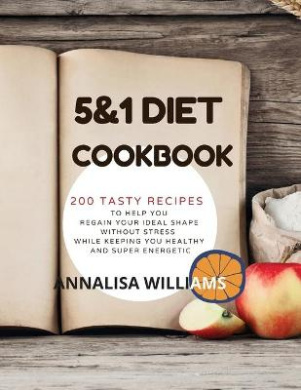 5&1 DIET
COOKBOOK
200 TASTY RECIPES
TO HELP YOU
REGAIN YOUR IDEAL SHAPE
WITHOUT STRESS
WHILE KEEPING YOU HEALTHY
AND SUPER ENERGETIC
ANNALISA WILLIAMS